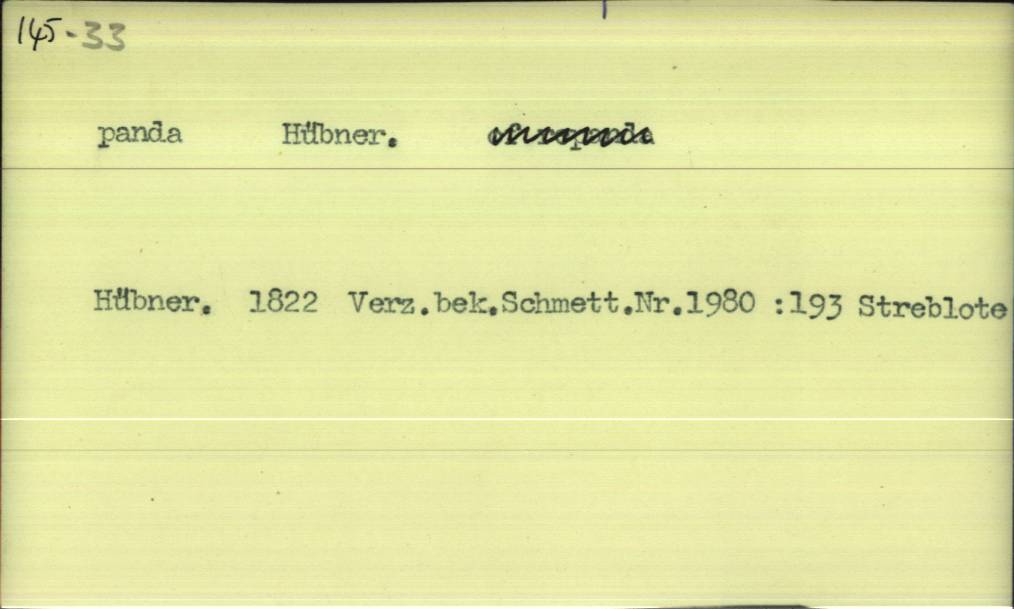 145-33
panda Hübner.
Hübner. 1822 Verz.bek.Schmett.Nr.1980 :193 Streblote